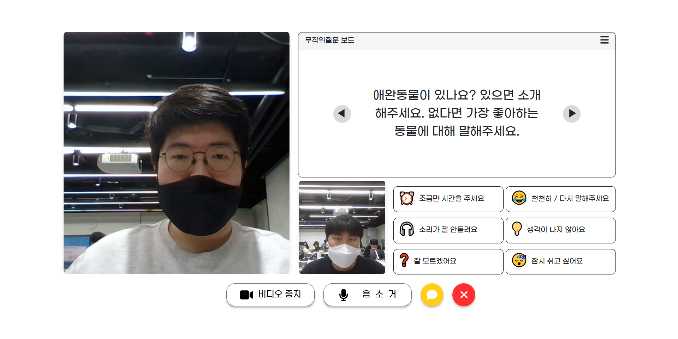 무작위질문 보드
애완동물이 있나요? 있으면 소개
해주세요. 없다면 가장 좋아하는
동물에 대해 말해주세요.
조금만 시간을 주세요
천천히 / 다시 말해주세요
소리가 잘 안들려요
생각이 나지 않아요
잘 모르겠어요
잠시 쉬고 싶어요
비디오 중지
음 소 거